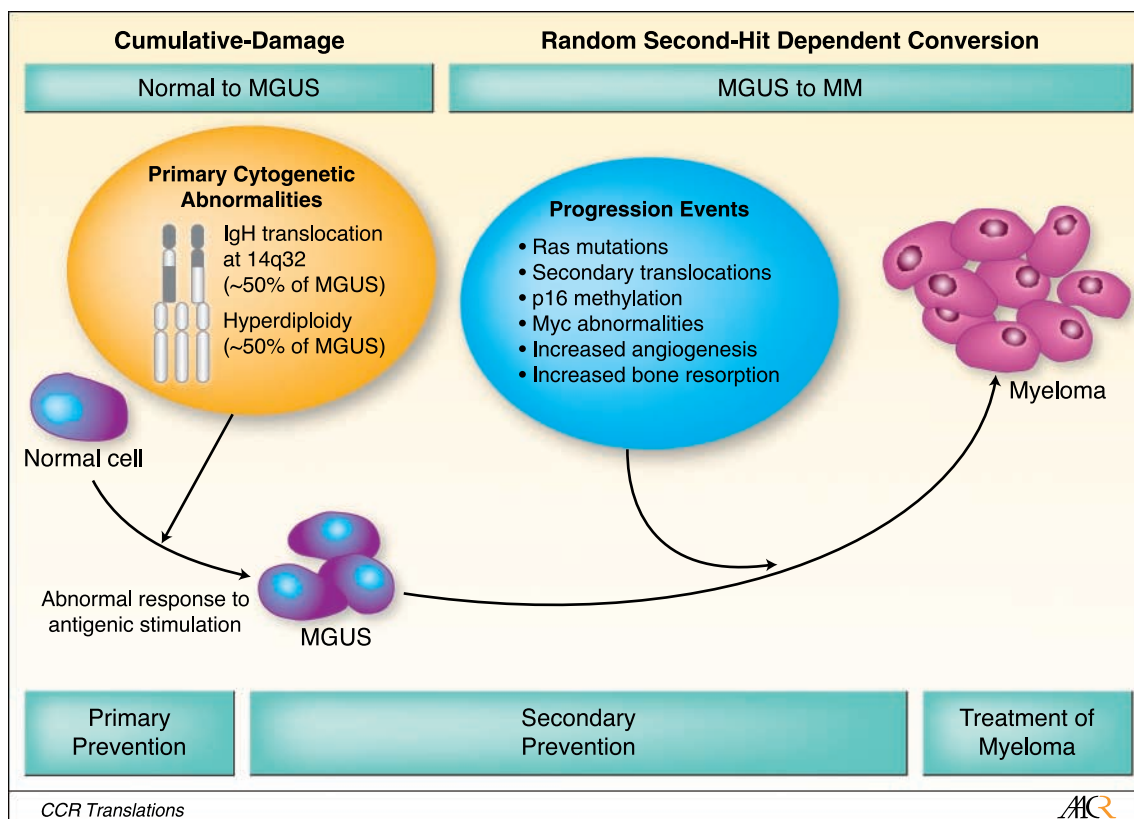 Cumulative-Damage
Random Second-Hit Dependent Conversion
Normal to MGUS
MGUS to MM
Primary Cytogenetic
Abnormalities
IgH translocation
at 14q32
(~50% of MGUS)
Hyperdiploidy
(~50% of MGUS)
Progression Events
• Ras mutations
• Secondary translocations
• p16 methylation
• Myc abnormalities
• Increased angiogenesis
• Increased bone resorption
Myeloma
Normal cell
Abnormal response to
antigenic stimulation
MGUS
Primary
Prevention
Secondary
Prevention
Treatment of
Myeloma
CCR Translations
AACR